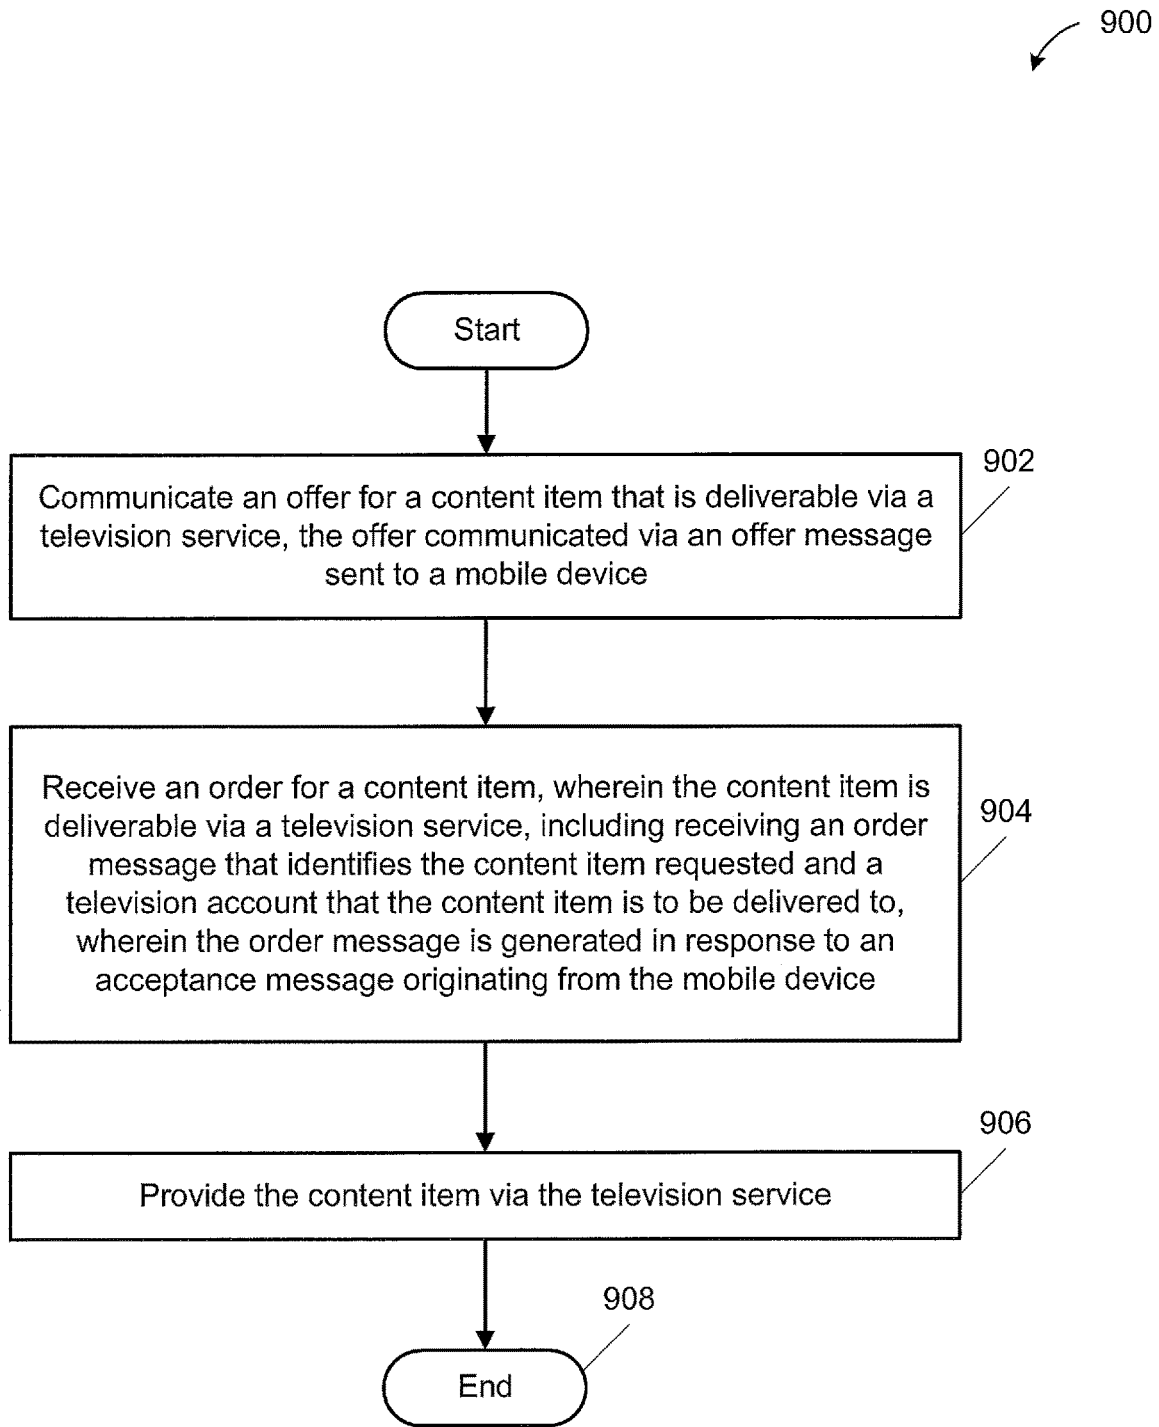 900
Start
902
Communicate an offer for a content item that is deliverable via a
television service, the offer communicated via an offer message
sent to a mobile device
904
Receive an order for a content item, wherein the content item is
deliverable via a television service, including receiving an order
message that identifies the content item requested and a
television account that the content item is to be delivered to,
wherein the order message is generated in response to an
acceptance message originating from the mobile device
906
Provide the content item via the television service
908
End